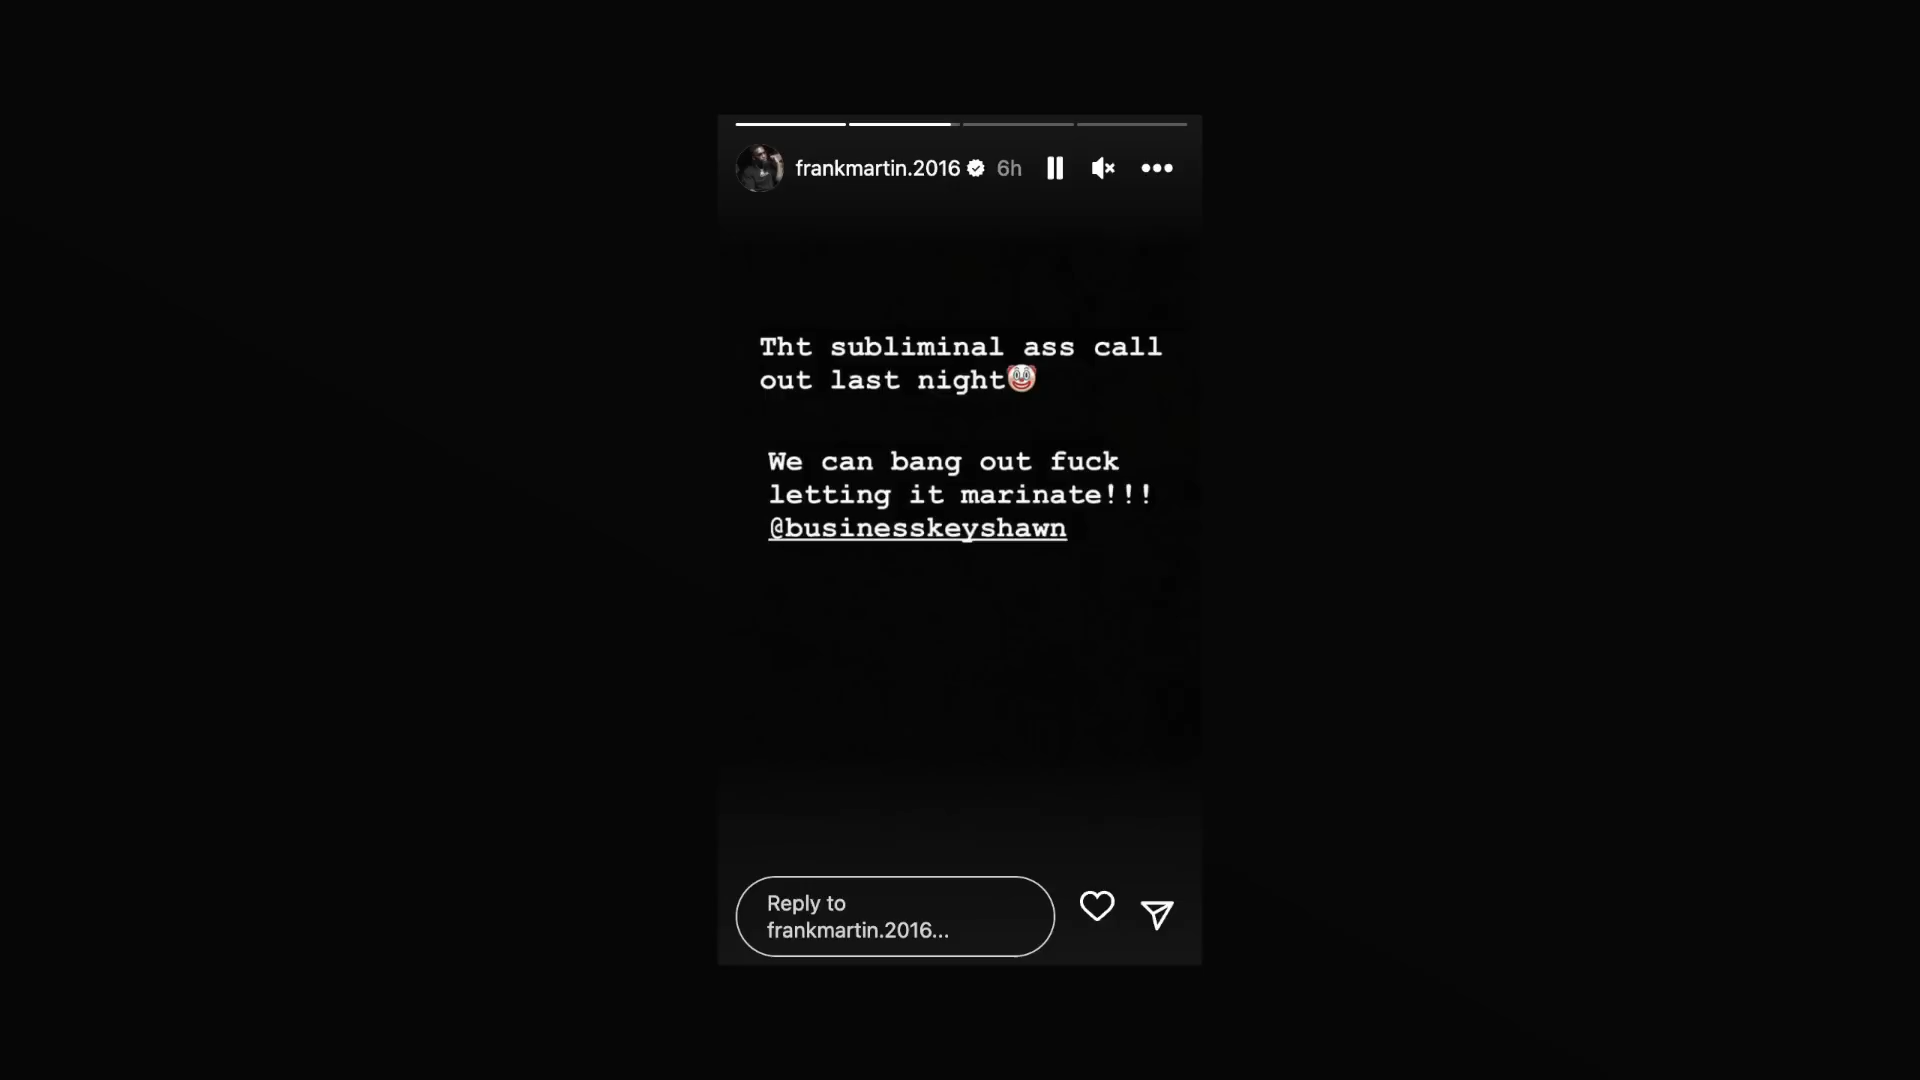 frankmartin.2016 6h
Tht subliminal ass call
out last night🤡
We can bang out fuck
letting it marinate!!!
@businesskeyshawn
Reply to
frankmartin.2016...